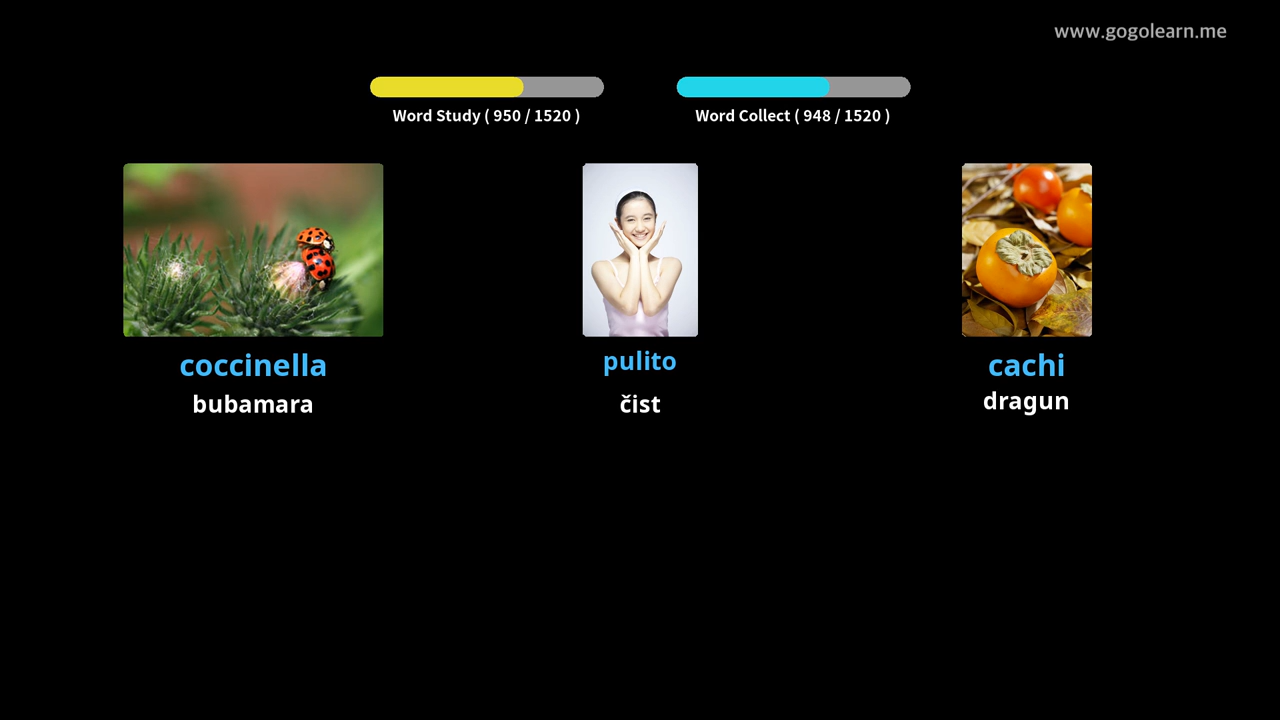 www.gogolearn.me
Word Study ( 950 / 1520 )
Word Collect ( 948 / 1520 )
coccinella
bubamara
pulito
čist
cachi
dragun